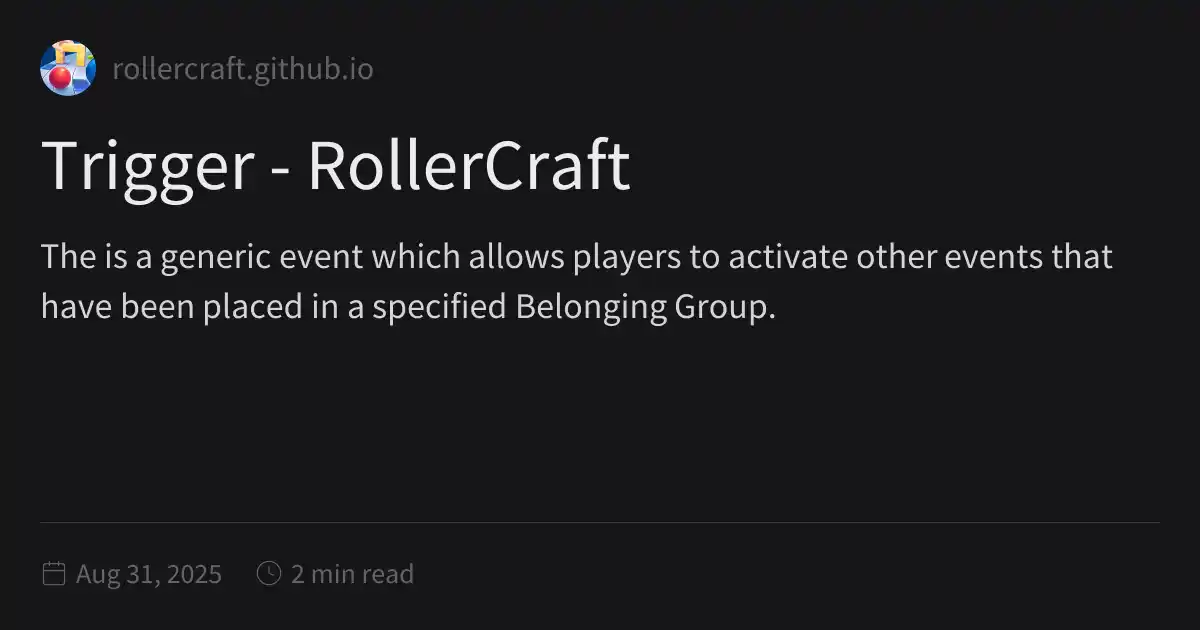 rollercraft.github.io
Trigger - RollerCraft
The is a generic event which allows players to activate other events that
have been placed in a specified Belonging Group.
Aug 31, 2025
2 min read